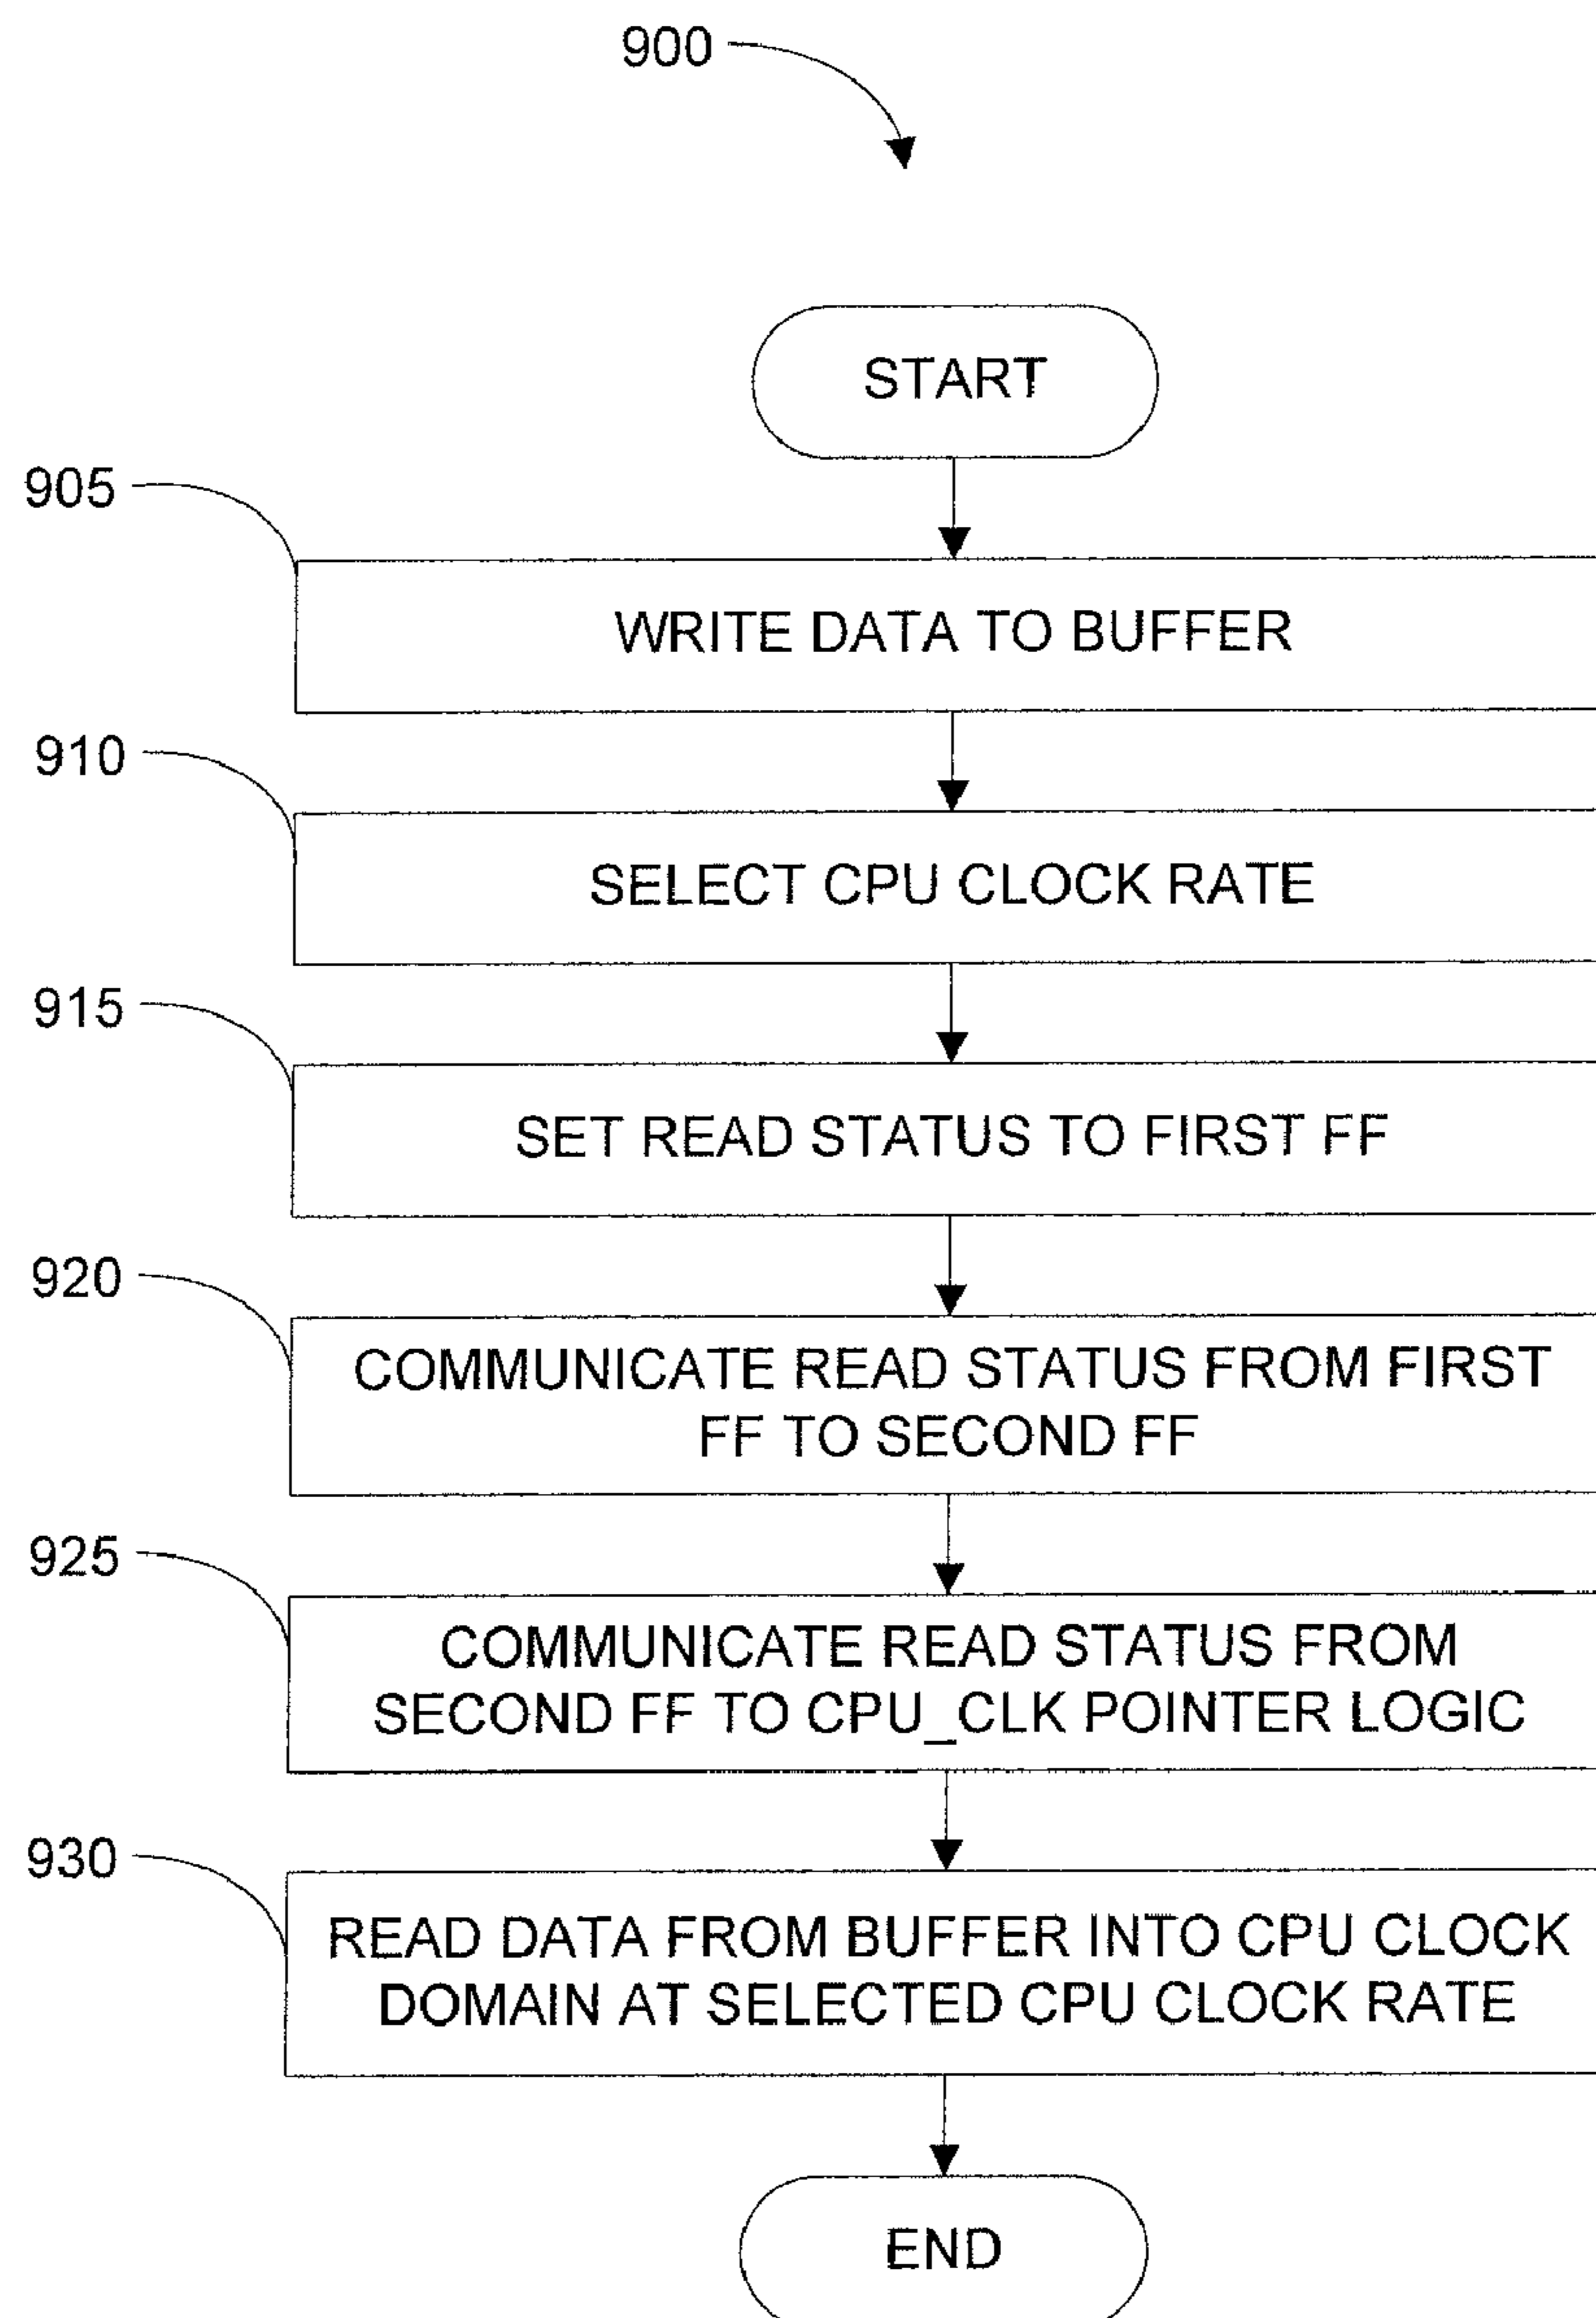 900
START
905
WRITE DATA TO BUFFER
910
SELECT CPU CLOCK RATE
915
SET READ STATUS TO FIRST FF
920
COMMUNICATE READ STATUS FROM FIRST
FF TO SECOND FF
925
COMMUNICATE READ STATUS FROM
SECOND FF TO CPU_CLK POINTER LOGIC
930
READ DATA FROM BUFFER INTO CPU CLOCK
DOMAIN AT SELECTED CPU CLOCK RATE
END